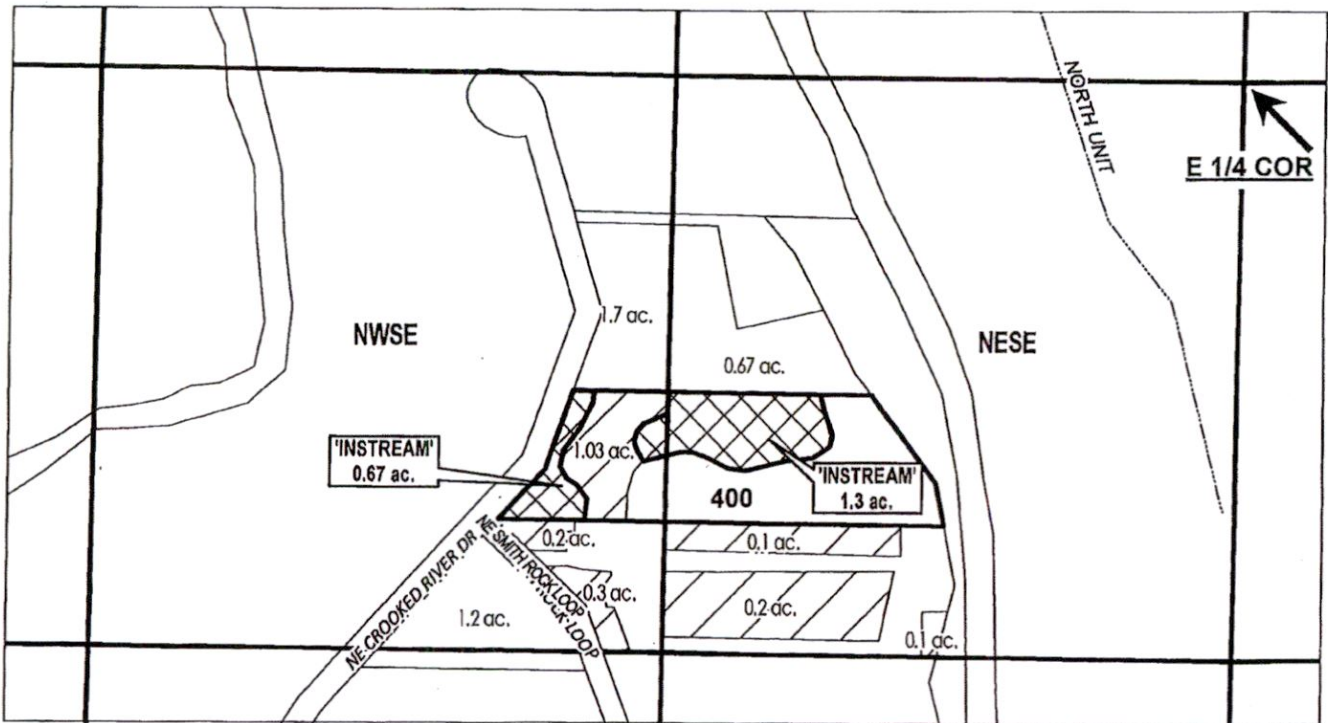 NORTH UNIT
E 1/4 COR
NWSE
NESE
1.7 ac.
0.67 ac.
'INSTREAM'
0.67 ac.
1.03 ac.
'INSTREAM'
1.3 ac.
400
0.2 ac.
0.1 ac.
NE CROOKED RIVER DR
NE SMITH ROCK LOOP
ROCK LOOP
0.3 ac.
1.2 ac.
0.2 ac.
0.1 ac.